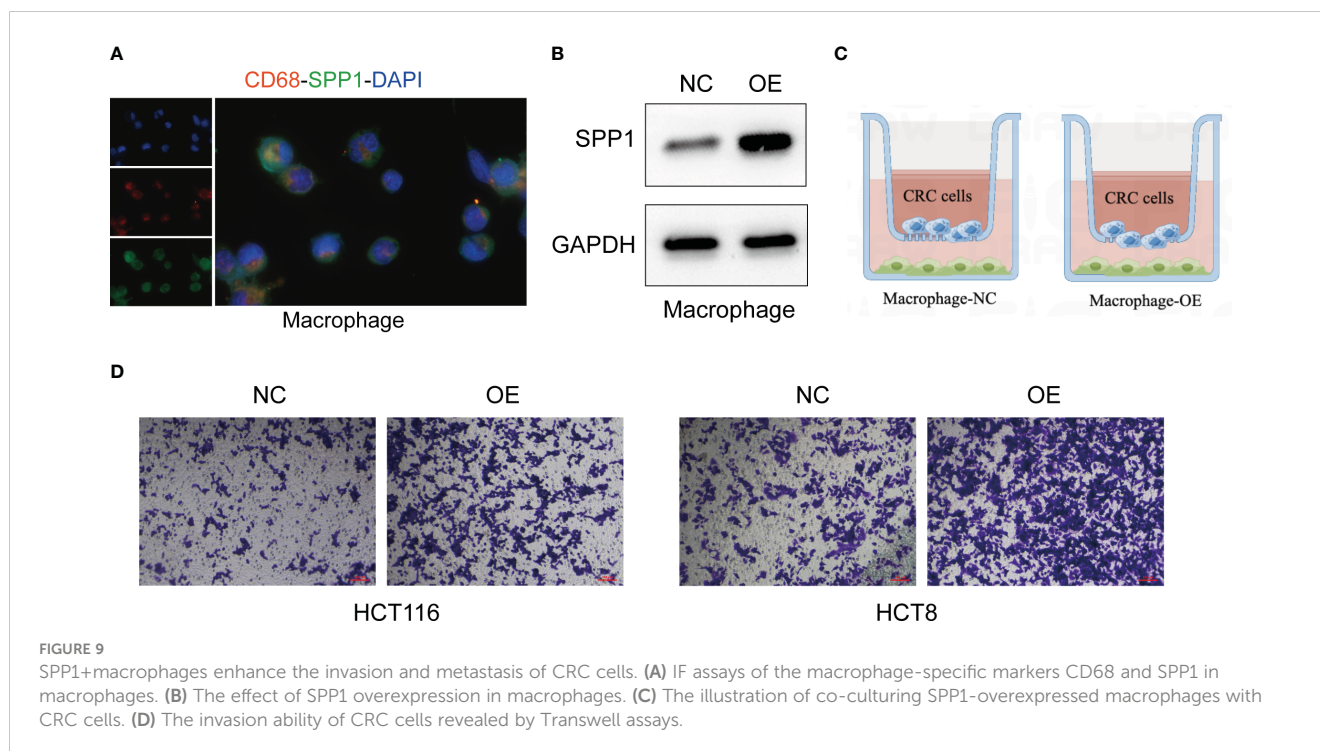 A
CD68-SPP1-DAPI
Macrophage
B
NC OE
SPP1
GAPDH
Macrophage
C
CRC cells
CRC cells
Macrophage-NC
Macrophage-OE
D
NC OE
NC OE
HCT116
HCT8
FIGURE 9
SPP1+macrophages enhance the invasion and metastasis of CRC cells. (A) IF assays of the macrophage-specific markers CD68 and SPP1 in
macrophages. (B) The effect of SPP1 overexpression in macrophages. (C) The illustration of co-culturing SPP1-overexpressed macrophages with
CRC cells. (D) The invasion ability of CRC cells revealed by Transwell assays.